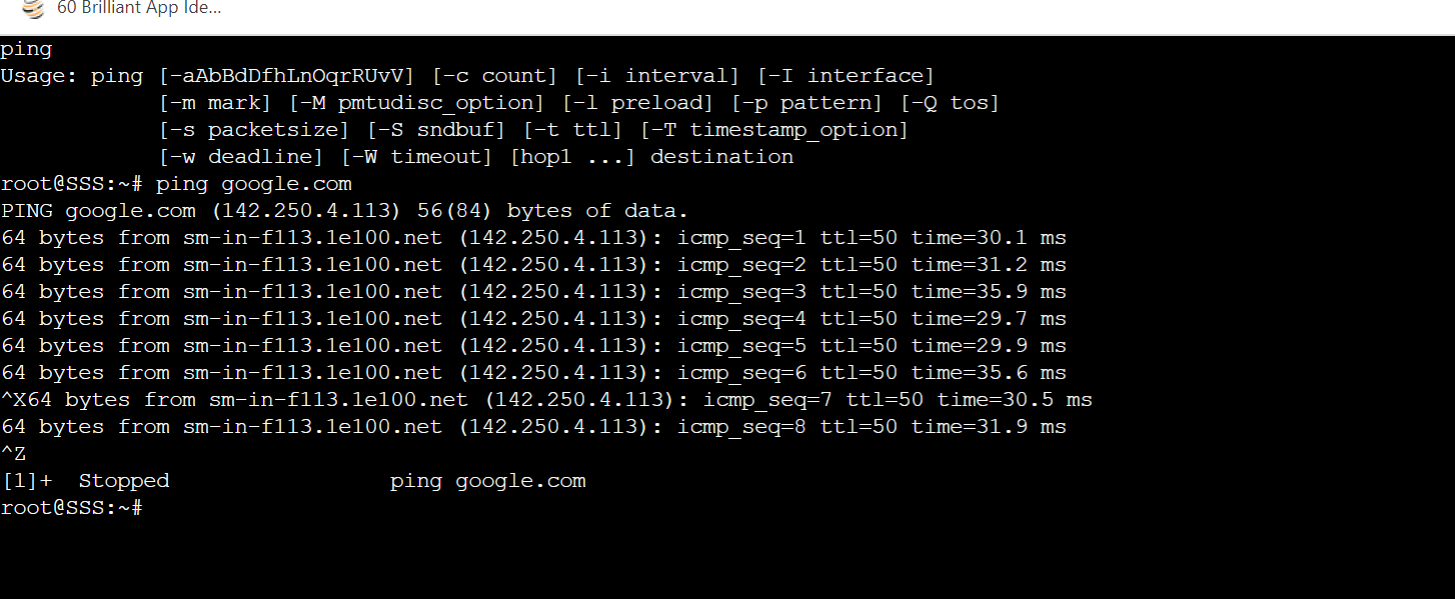 60 Brilliant App Ide...
ping
Usage: ping [-aAbBdDfhLnOqrRUvV] [-c count] [-i interval] [-I interface]
            [-m mark] [-M pmtudisc_option] [-l preload] [-p pattern] [-Q tos]
            [-s packetsize] [-S sndbuf] [-t ttl] [-T timestamp_option]
            [-w deadline] [-W timeout] [hop1 ...] destination
root@SSS:~# ping google.com
PING google.com (142.250.4.113) 56(84) bytes of data.
64 bytes from sm-in-f113.1e100.net (142.250.4.113): icmp_seq=1 ttl=50 time=30.1 ms
64 bytes from sm-in-f113.1e100.net (142.250.4.113): icmp_seq=2 ttl=50 time=31.2 ms
64 bytes from sm-in-f113.1e100.net (142.250.4.113): icmp_seq=3 ttl=50 time=35.9 ms
64 bytes from sm-in-f113.1e100.net (142.250.4.113): icmp_seq=4 ttl=50 time=29.7 ms
64 bytes from sm-in-f113.1e100.net (142.250.4.113): icmp_seq=5 ttl=50 time=29.9 ms
64 bytes from sm-in-f113.1e100.net (142.250.4.113): icmp_seq=6 ttl=50 time=35.6 ms
^X64 bytes from sm-in-f113.1e100.net (142.250.4.113): icmp_seq=7 ttl=50 time=30.5 ms
64 bytes from sm-in-f113.1e100.net (142.250.4.113): icmp_seq=8 ttl=50 time=31.9 ms
^Z
[1]+  Stopped                 ping google.com
root@SSS:~#